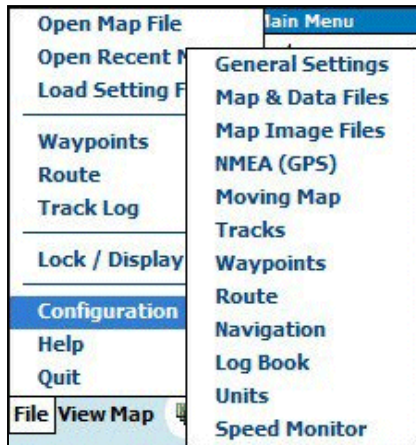 Open Map File
Main Menu
Open Recent
Load Setting
Waypoints
Route
Track Log
Lock / Display
Configuration
Help
Quit
File View Map
General Settings
Map & Data Files
Map Image Files
NMEA (GPS)
Moving Map
Tracks
Waypoints
Route
Navigation
Log Book
Units
Speed Monitor